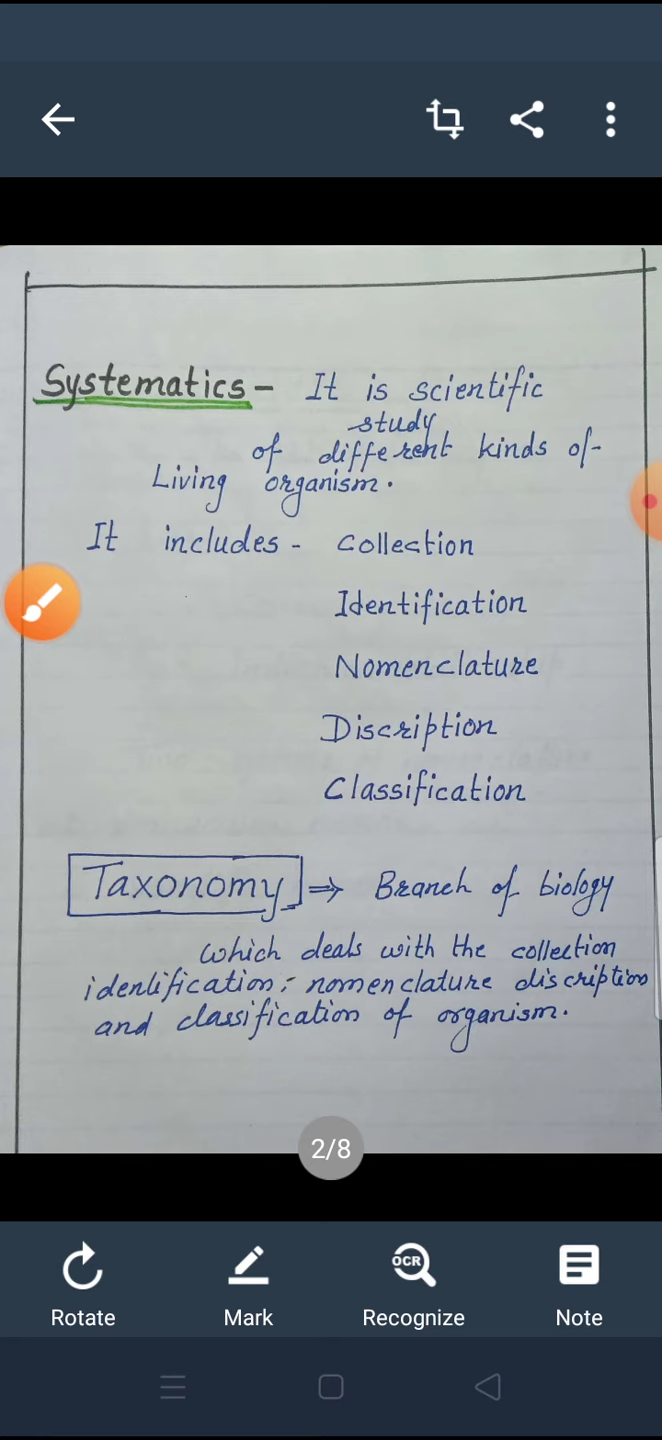 Systematics - It is scientific
study
of different kinds of-
Living organism.
It includes - Collection
Identification
Nomenclature
Discription
Classification
Taxonomy ⇒ Branch of biology
which deals with the collection
identification, - nomenclature discription
and classification of organism.
2/8
OCR
Rotate Mark Recognize Note